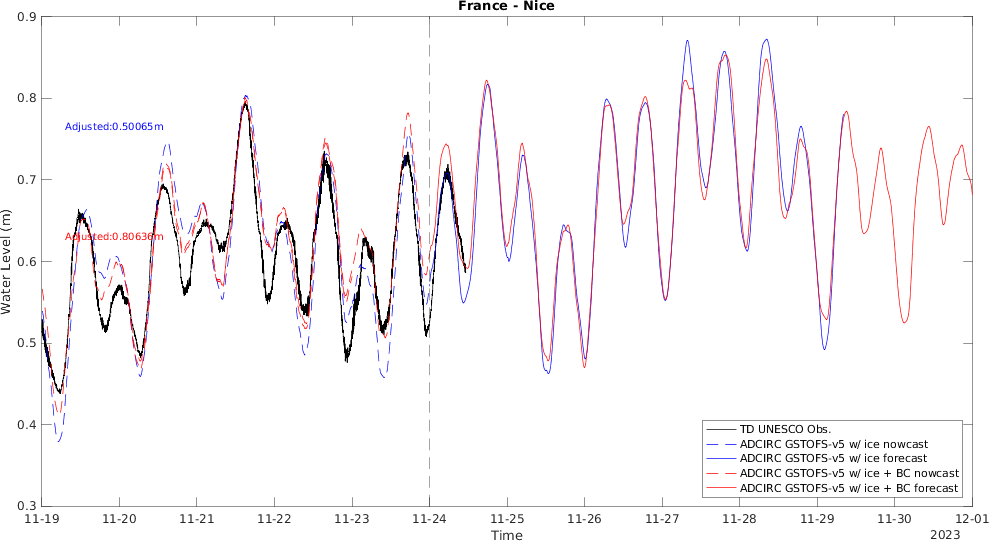 France - Nice
0.9
0.8
0.7
0.6
0.5
0.4
0.3
Water Level (m)
Adjusted:0.50065m
Adjusted:0.80636m
TD UNESCO Obs.
ADCIRC GSTOFS-v5 w/ ice nowcast
ADCIRC GSTOFS-v5 w/ ice forecast
ADCIRC GSTOFS-v5 w/ ice + BC nowcast
ADCIRC GSTOFS-v5 w/ ice + BC forecast
11-19 11-20 11-21 11-22 11-23 11-24 11-25 11-26 11-27 11-28 11-29 11-30 12-01
Time
2023